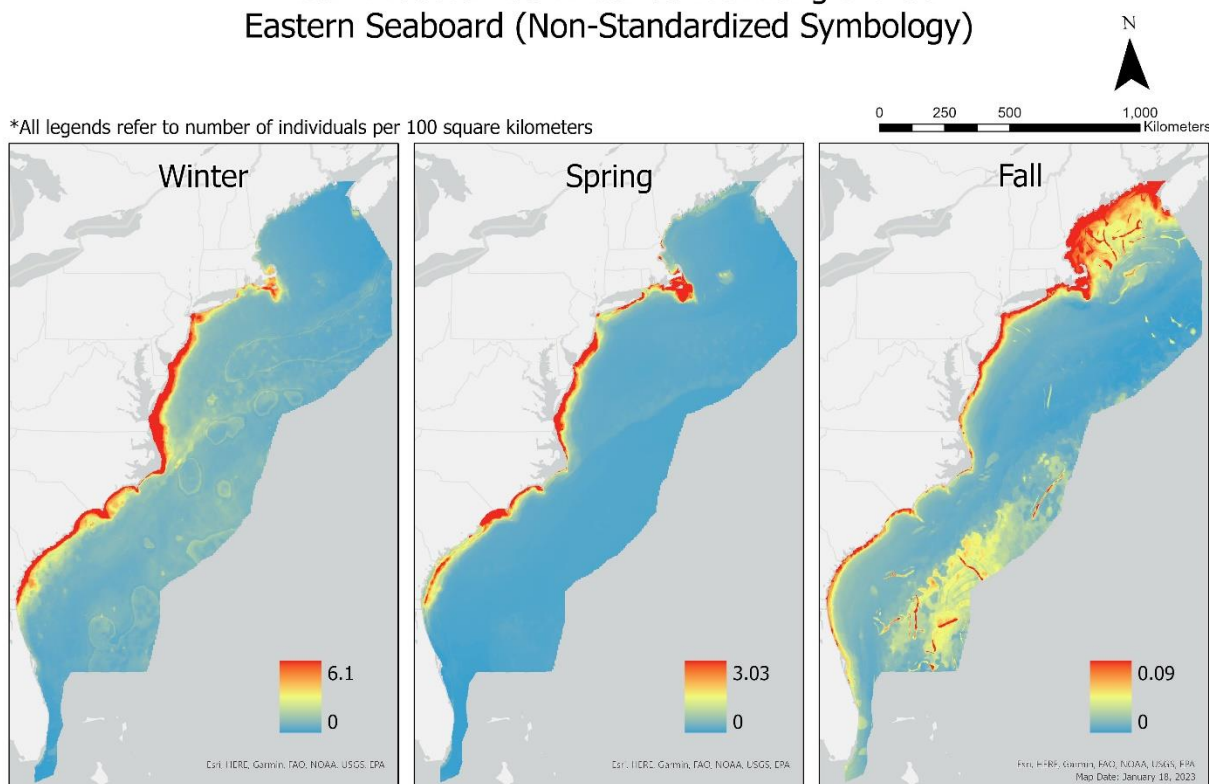 Eastern Seaboard (Non-Standardized Symbology)
N
*All legends refer to number of individuals per 100 square kilometers
0 250 500 1,000
Kilometers
Winter
Spring
Fall
6.1
0
3.03
0
0.09
0
Esri, HERE, Garmin, FAO, NOAA, USGS, EPA
Esri, HERE, Garmin, FAO, NOAA, USGS, EPA
Esri, HERE, Garmin, FAO, NOAA, USGS, EPA
Map Date: January 18, 2023